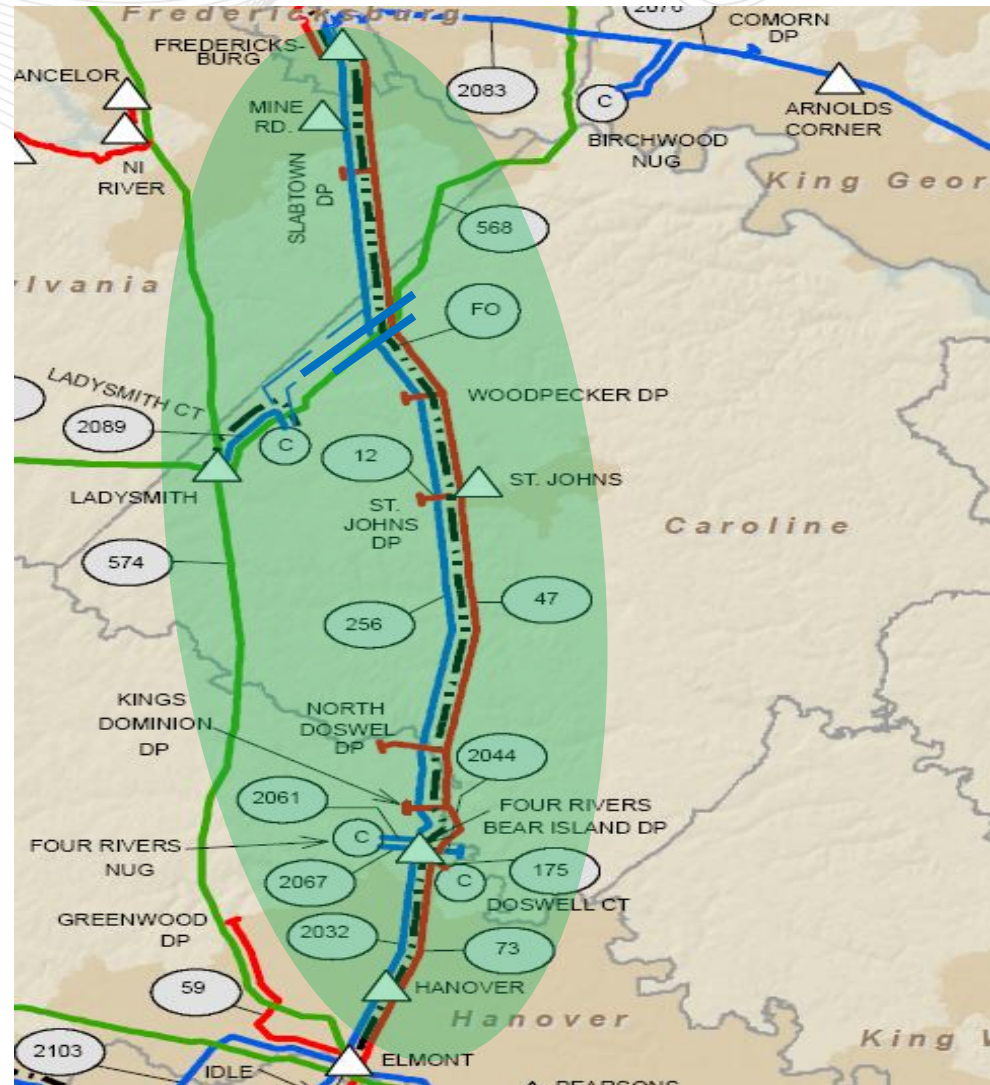 Fredericksburg
2076
COMORN
DP
FREDERICKS-
BURG
ANCELOR
2083
MINE
RD.
C
ARNOLDS
CORNER
BIRCHWOOD
NUG
NI
RIVER
SLABTOWN
DP
King Geor
568
ylvania
FO
LADYSMITH CT
WOODPECKER DP
2089
C
12
ST. JOHNS
LADYSMITH
ST.
JOHNS
DP
Caroline
574
47
256
KINGS
DOMINION
DP
NORTH
DOSWEL
DP
2044
2061
FOUR RIVERS
BEAR ISLAND DP
FOUR RIVERS
NUG
C
2067
175
C
DOSWELL CT
GREENWOOD
DP
2032
73
59
HANOVER
Hanover
King W
2103
ELMONT
IDLE
PEARSONS